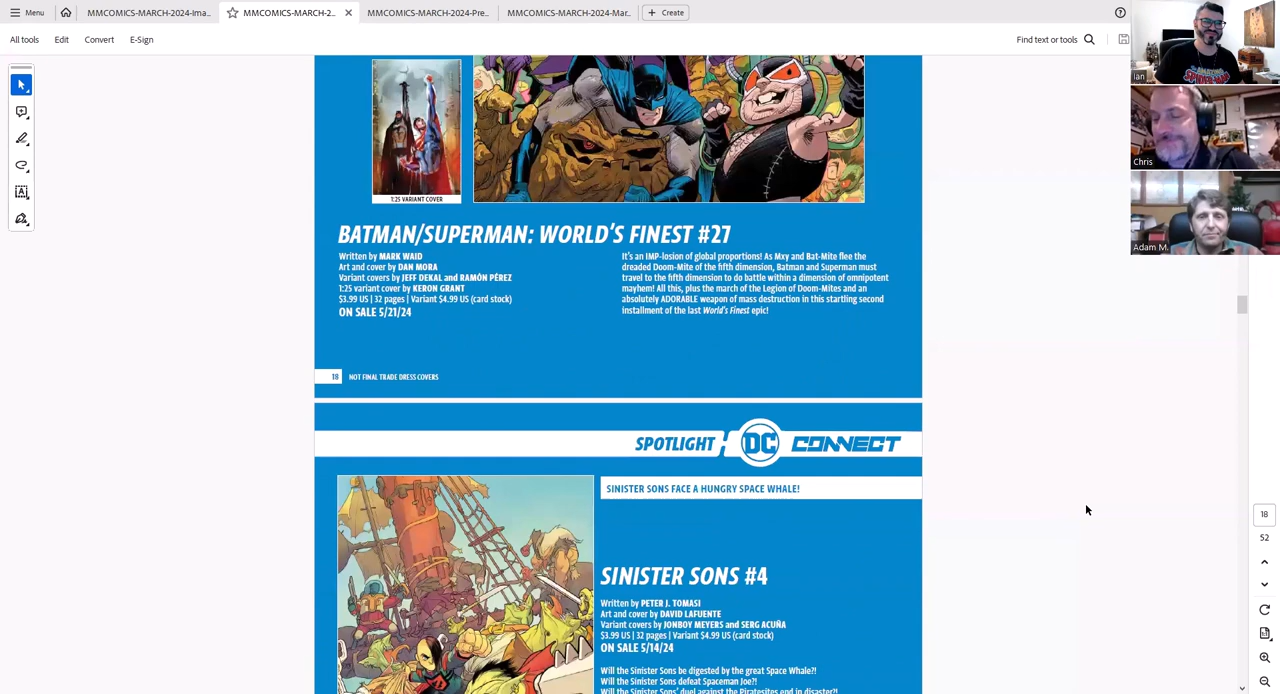 Menu
MMCOMICS-MARCH-2024-Ima...
MMCOMICS-MARCH-2...
MMCOMICS-MARCH-2024-Pre...
MMCOMICS-MARCH-2024-Mar...
Create
All tools
Edit
Convert
E-Sign
Find text or tools
Ian
Chris
Adam M.
1:25 VARIANT COVER
BATMAN/SUPERMAN: WORLD'S FINEST #27
Written by MARK WAID
Art and cover by DAN MORA
Variant covers by JEFF DEKAL and RAMÓN PÉREZ
1:25 variant cover by KERON GRANT
$3.99 US | 32 pages | Variant $4.99 US (card stock)
ON SALE 5/21/24
It's an IMP-losion of global proportions! As Mxy and Bat-Mite flee the
dreaded Doom-Mite of the fifth dimension, Batman and Superman must
travel to the fifth dimension to do battle within a dimension of omnipotent
mayhem! All this, plus the march of the Legion of Doom-Mites and an
absolutely ADORABLE weapon of mass destruction in this startling second
installment of the last World's Finest epic!
18 NOT FINAL TRADE DRESS COVERS
SPOTLIGHT DC CONNECT
SINISTER SONS FACE A HUNGRY SPACE WHALE!
SINISTER SONS #4
Written by PETER J. TOMASI
Art and cover by DAVID LAFUENTE
Variant covers by JONBOY MEYERS and SERG ACUÑA
$3.99 US | 32 pages | Variant $4.99 US (card stock)
ON SALE 5/14/24
Will the Sinister Sons be digested by the great Space Whale?!
Will the Sinister Sons defeat Spaceman Joe?!
Will the Sinister Sons' duel against the Piratesites end in disaster?!
18
52